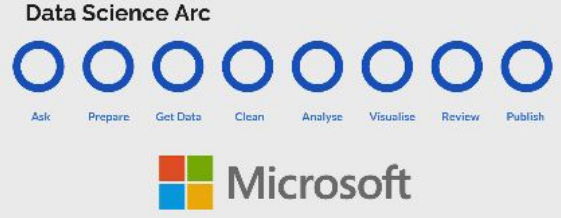 Data Science Arc
Ask Prepare Get Data Clean Analyse Visualise Review Publish
Microsoft